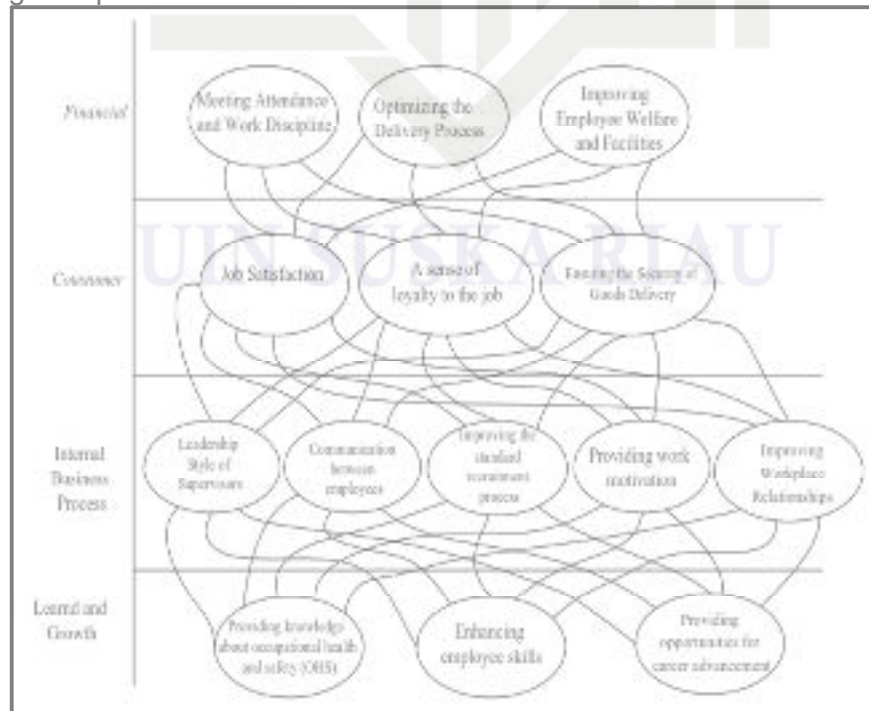 Financial
Meeting Attendance
and Work Discipline
Optimizing the
Delivery Process
Improving
Employee Welfare
and Facilities
UIN SUSKA RIAU
Consumer
Job Satisfaction
A sense of
loyalty to the job
Ensuring the Security of
Goods Delivery
Internal
Business
Process
Leadership
Style of
Supervisors
Communication
between
employees
Improving the
standard
recruitment
process
Providing work
motivation
Improving
Workplace
Relationships
Learnd and
Growth
Providing knowledge
about occupational health
and safety (OHS)
Enhancing
employee skills
Providing
opportunities for
career advancement